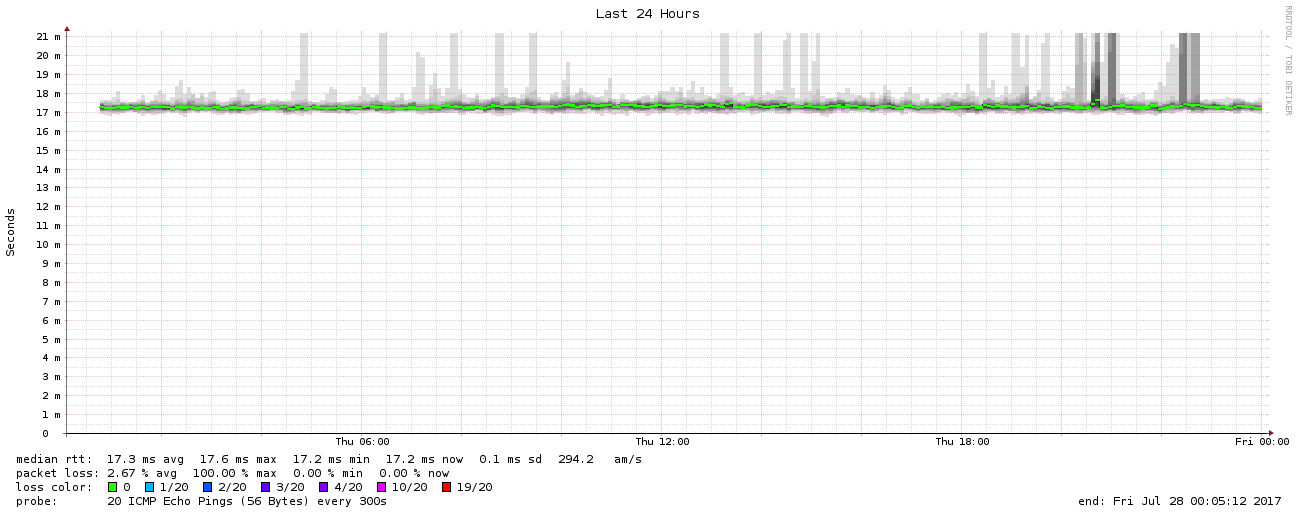 Last 24 Hours
RRDTOOL / TOBI OETIKER
Seconds
21 m
20 m
19 m
18 m
17 m
16 m
15 m
14 m
13 m
12 m
11 m
10 m
9 m
8 m
7 m
6 m
5 m
4 m
3 m
2 m
1 m
0
Thu 06:00 Thu 12:00 Thu 18:00 Fri 00:00
median rtt: 17.3 ms avg 17.6 ms max 17.2 ms min 17.2 ms now 0.1 ms sd 294.2 am/s
packet loss: 2.67 % avg 100.00 % max 0.00 % min 0.00 % now
loss color: 0 1/20 2/20 3/20 4/20 10/20 19/20
probe: 20 ICMP Echo Pings (56 Bytes) every 300s end: Fri Jul 28 00:05:12 2017